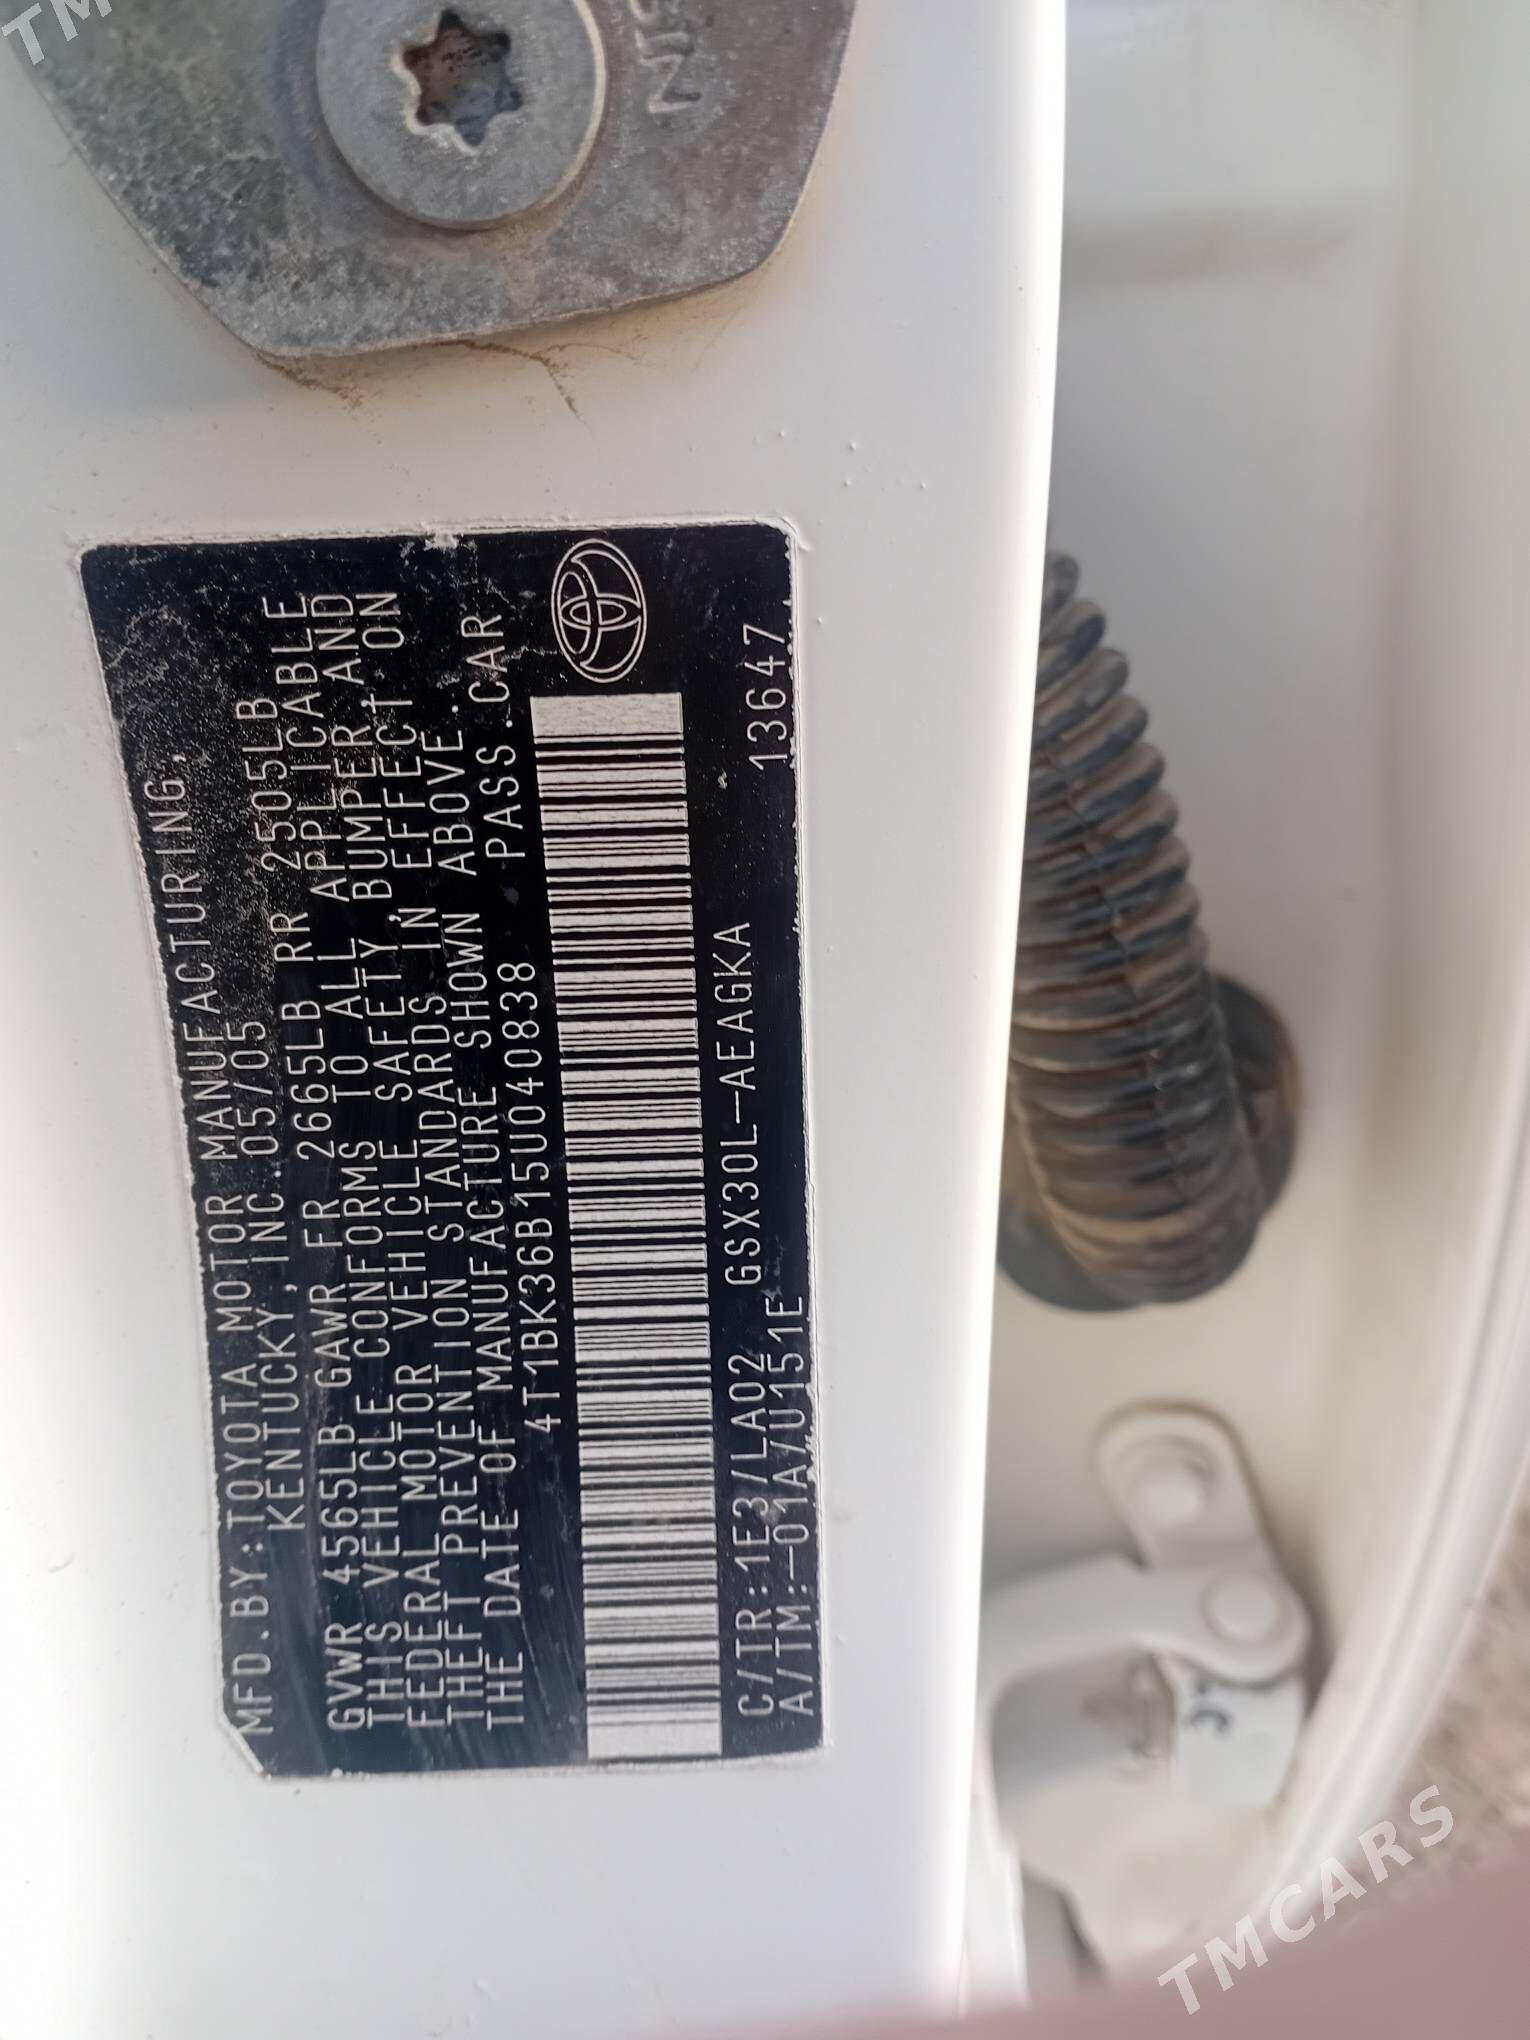 TM
NIS
MFD.BY:TOYOTA MOTOR MANUFACTURING,
KENTUCKY,INC.05/05
GVWR 4565LB GAWR FR 2665LB RR 2505LB
THIS VEHICLE CONFORMS TO ALL APPLICABLE
FEDERAL MOTOR VEHICLE SAFETY,BUMPER,AND
THEFT PREVENTION STANDARDS IN EFFECT ON
THE DATE OF MANUFACTURE SHOWN ABOVE.
4T1BK36B15U040838 PASS.CAR
C/TR:1E3/LA02 GSX30L-AEAGKA 13647
A/TM:-01A/U151E
TMCARS